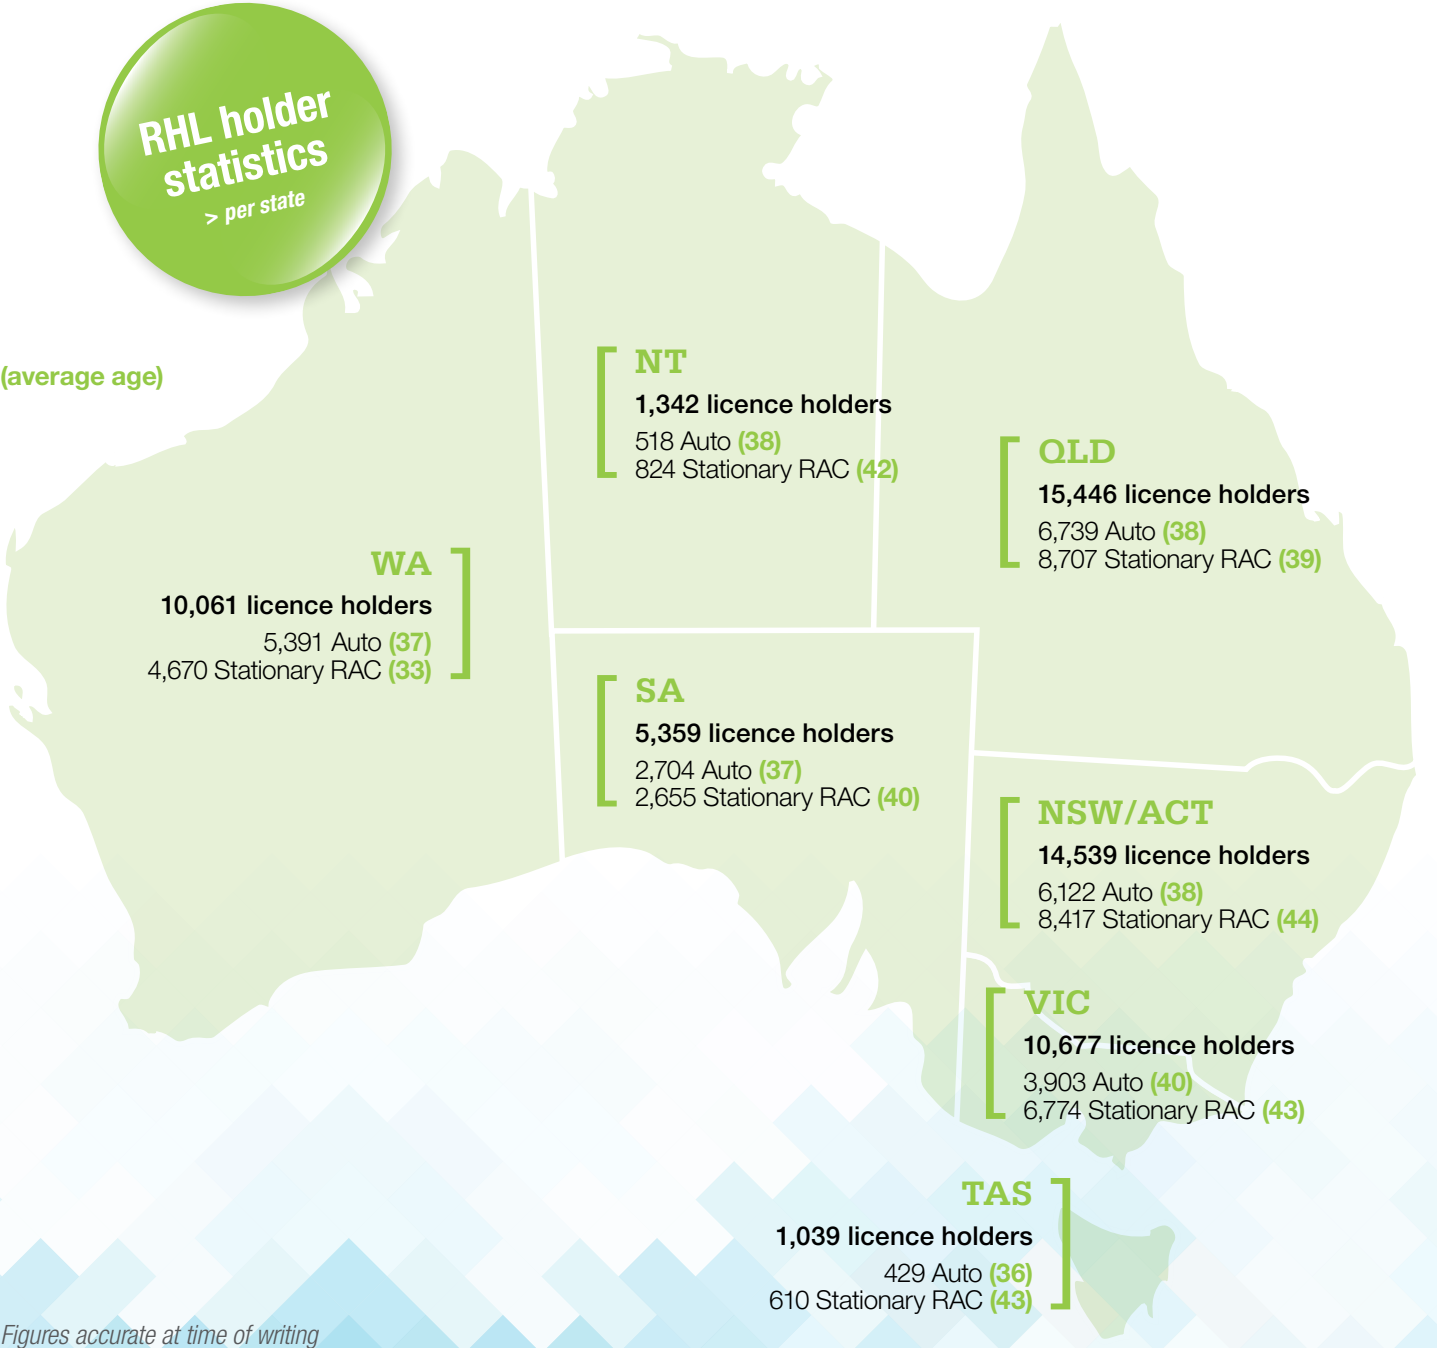 RHL holder
statistics
> per state
(average age)
NT
1,342 licence holders
518 Auto (38)
824 Stationary RAC (42)
QLD
15,446 licence holders
6,739 Auto (38)
8,707 Stationary RAC (39)
WA
10,061 licence holders
5,391 Auto (37)
4,670 Stationary RAC (33)
SA
5,359 licence holders
2,704 Auto (37)
2,655 Stationary RAC (40)
NSW/ACT
14,539 licence holders
6,122 Auto (38)
8,417 Stationary RAC (44)
VIC
10,677 licence holders
3,903 Auto (40)
6,774 Stationary RAC (43)
TAS
1,039 licence holders
429 Auto (36)
610 Stationary RAC (43)
Figures accurate at time of writing